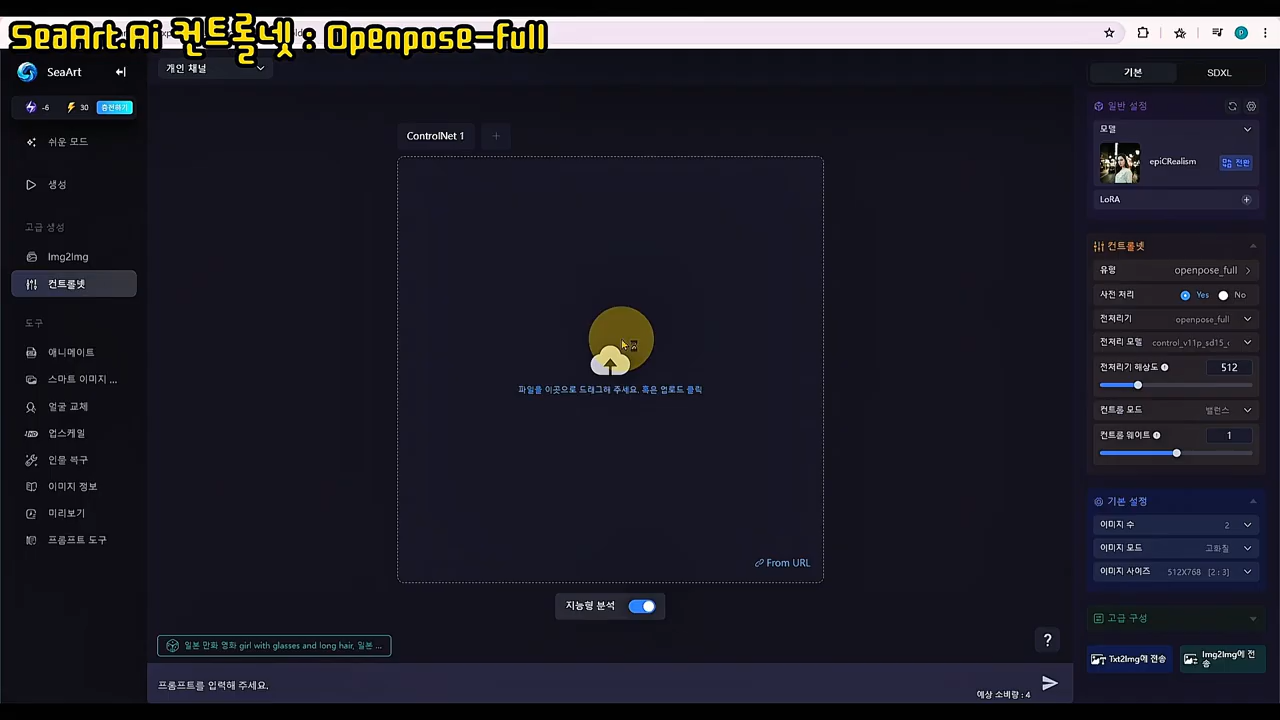 SeaArt.Ai 컨트롤넷 : Openpose-Full
SeaArt
개인 채널
기본
SDXL
-6
30
충전하기
쉬운 모드
생성
고급 생성
Img2Img
컨트롤넷
도구
애니메이트
스마트 이미지 ...
얼굴 교체
업스케일
인물 복구
이미지 정보
미리보기
프롬프트 도구
ControlNet 1
+
파일을 이곳으로 드래그해 주세요. 혹은 업로드 클릭
From URL
지능형 분석
일본 만화 영화 girl with glasses and long hair, 일본 ...
프롬프트를 입력해 주세요.
예상 소비량 : 4
?
일반 설정
모델
epiCRealism
전환
LoRA
컨트롤넷
유형
openpose_full
사전 처리
Yes
No
전처리기
openpose_full
전처리 모델
control_v11p_sd15_
전처리기 해상도
512
컨트롤 모드
밸런스
컨트롤 웨이트
1
기본 설정
이미지 수
2
이미지 모드
고화질
이미지 사이즈
512X768 [2 : 3]
고급 구성
Txt2Img에 전송
Img2Img에 전
송